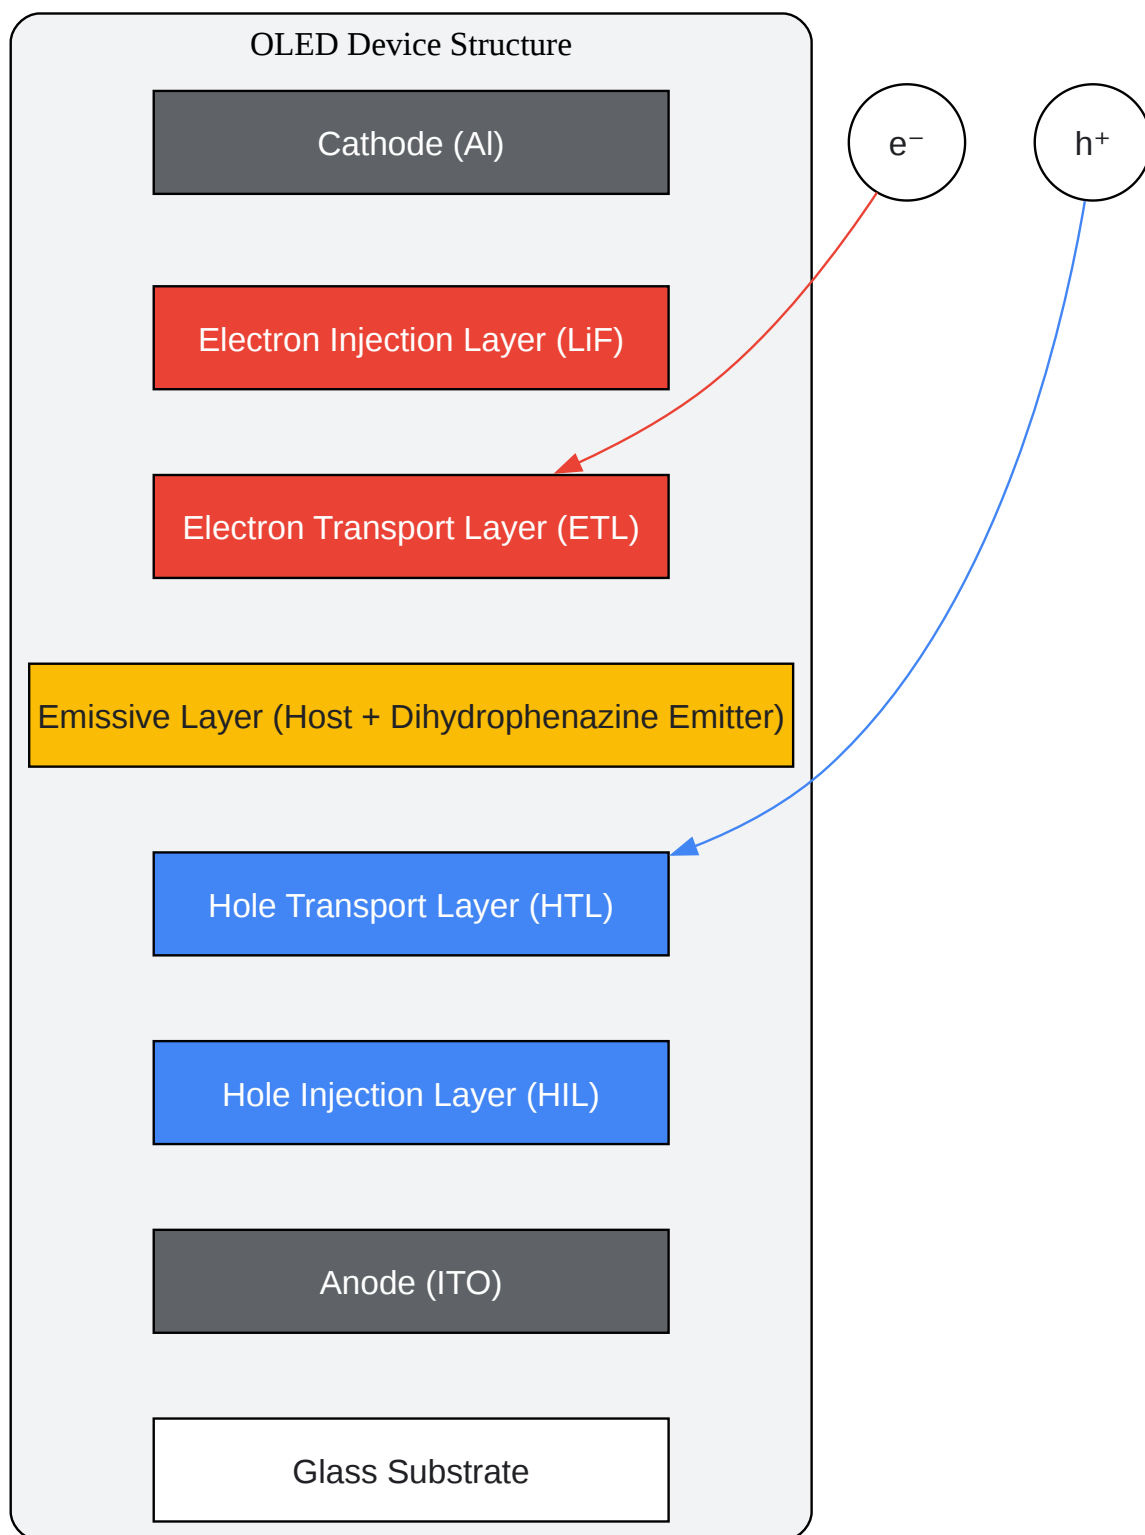 OLED Device Structure
Cathode (Al)
e⁻
h⁺
Electron Injection Layer (LiF)
Electron Transport Layer (ETL)
Emissive Layer (Host + Dihydrophenazine Emitter)
Hole Transport Layer (HTL)
Hole Injection Layer (HIL)
Anode (ITO)
Glass Substrate